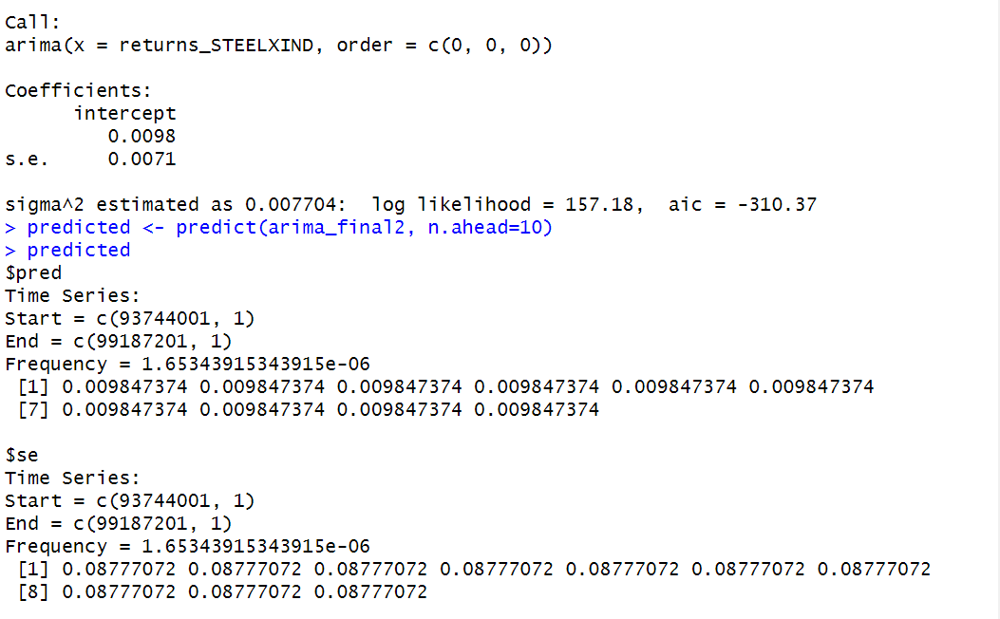 Call:
arima(x = returns_STEELXIND, order = c(0, 0, 0))
Coefficients:
intercept
0.0098
s.e. 0.0071
sigma^2 estimated as 0.007704: log likelihood = 157.18, aic = -310.37
> predicted <- predict(arima_final2, n.ahead=10)
> predicted
$pred
Time Series:
Start = c(93744001, 1)
End = c(99187201, 1)
Frequency = 1.65343915343915e-06
[1] 0.009847374 0.009847374 0.009847374 0.009847374 0.009847374 0.009847374
[7] 0.009847374 0.009847374 0.009847374 0.009847374
$se
Time Series:
Start = c(93744001, 1)
End = c(99187201, 1)
Frequency = 1.65343915343915e-06
[1] 0.08777072 0.08777072 0.08777072 0.08777072 0.08777072 0.08777072 0.08777072
[8] 0.08777072 0.08777072 0.08777072